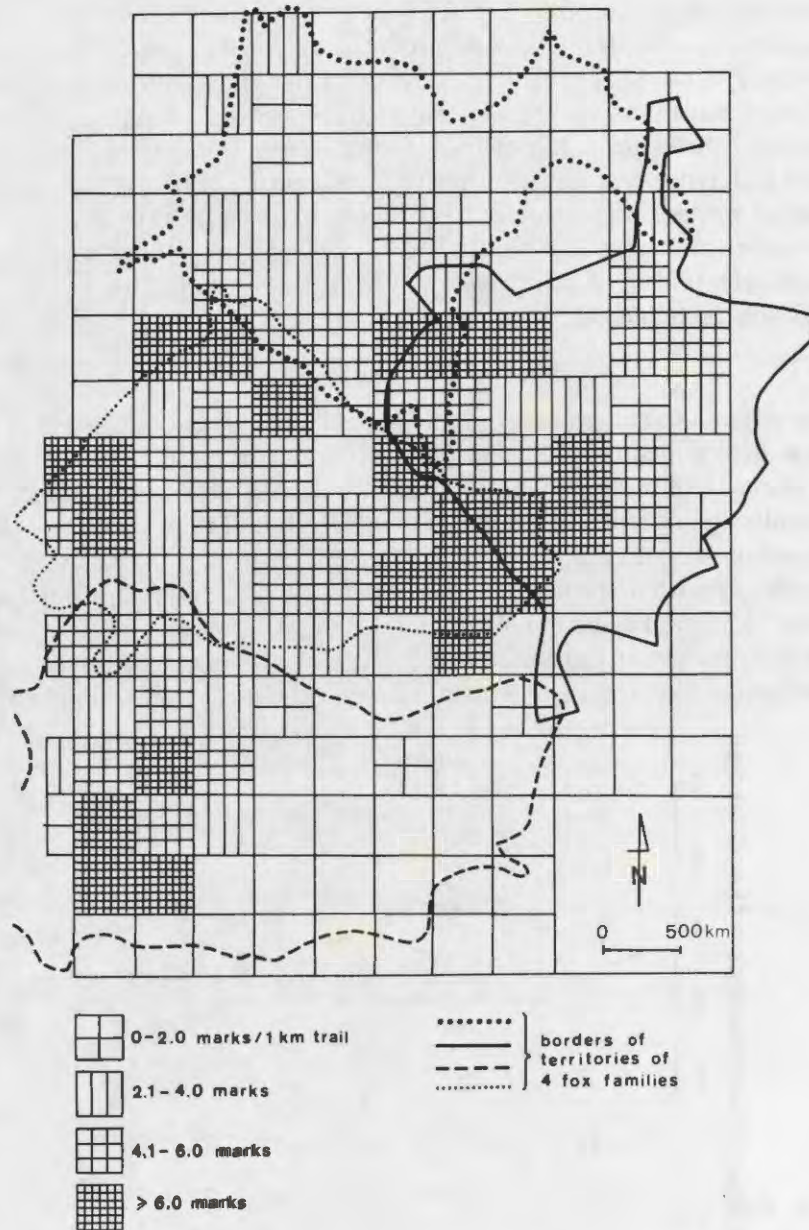 N
0 500km
0-2.0 marks/1 km trail
2.1-4.0 marks
4.1-6.0 marks
> 6.0 marks
borders of
territories of
4 fox families